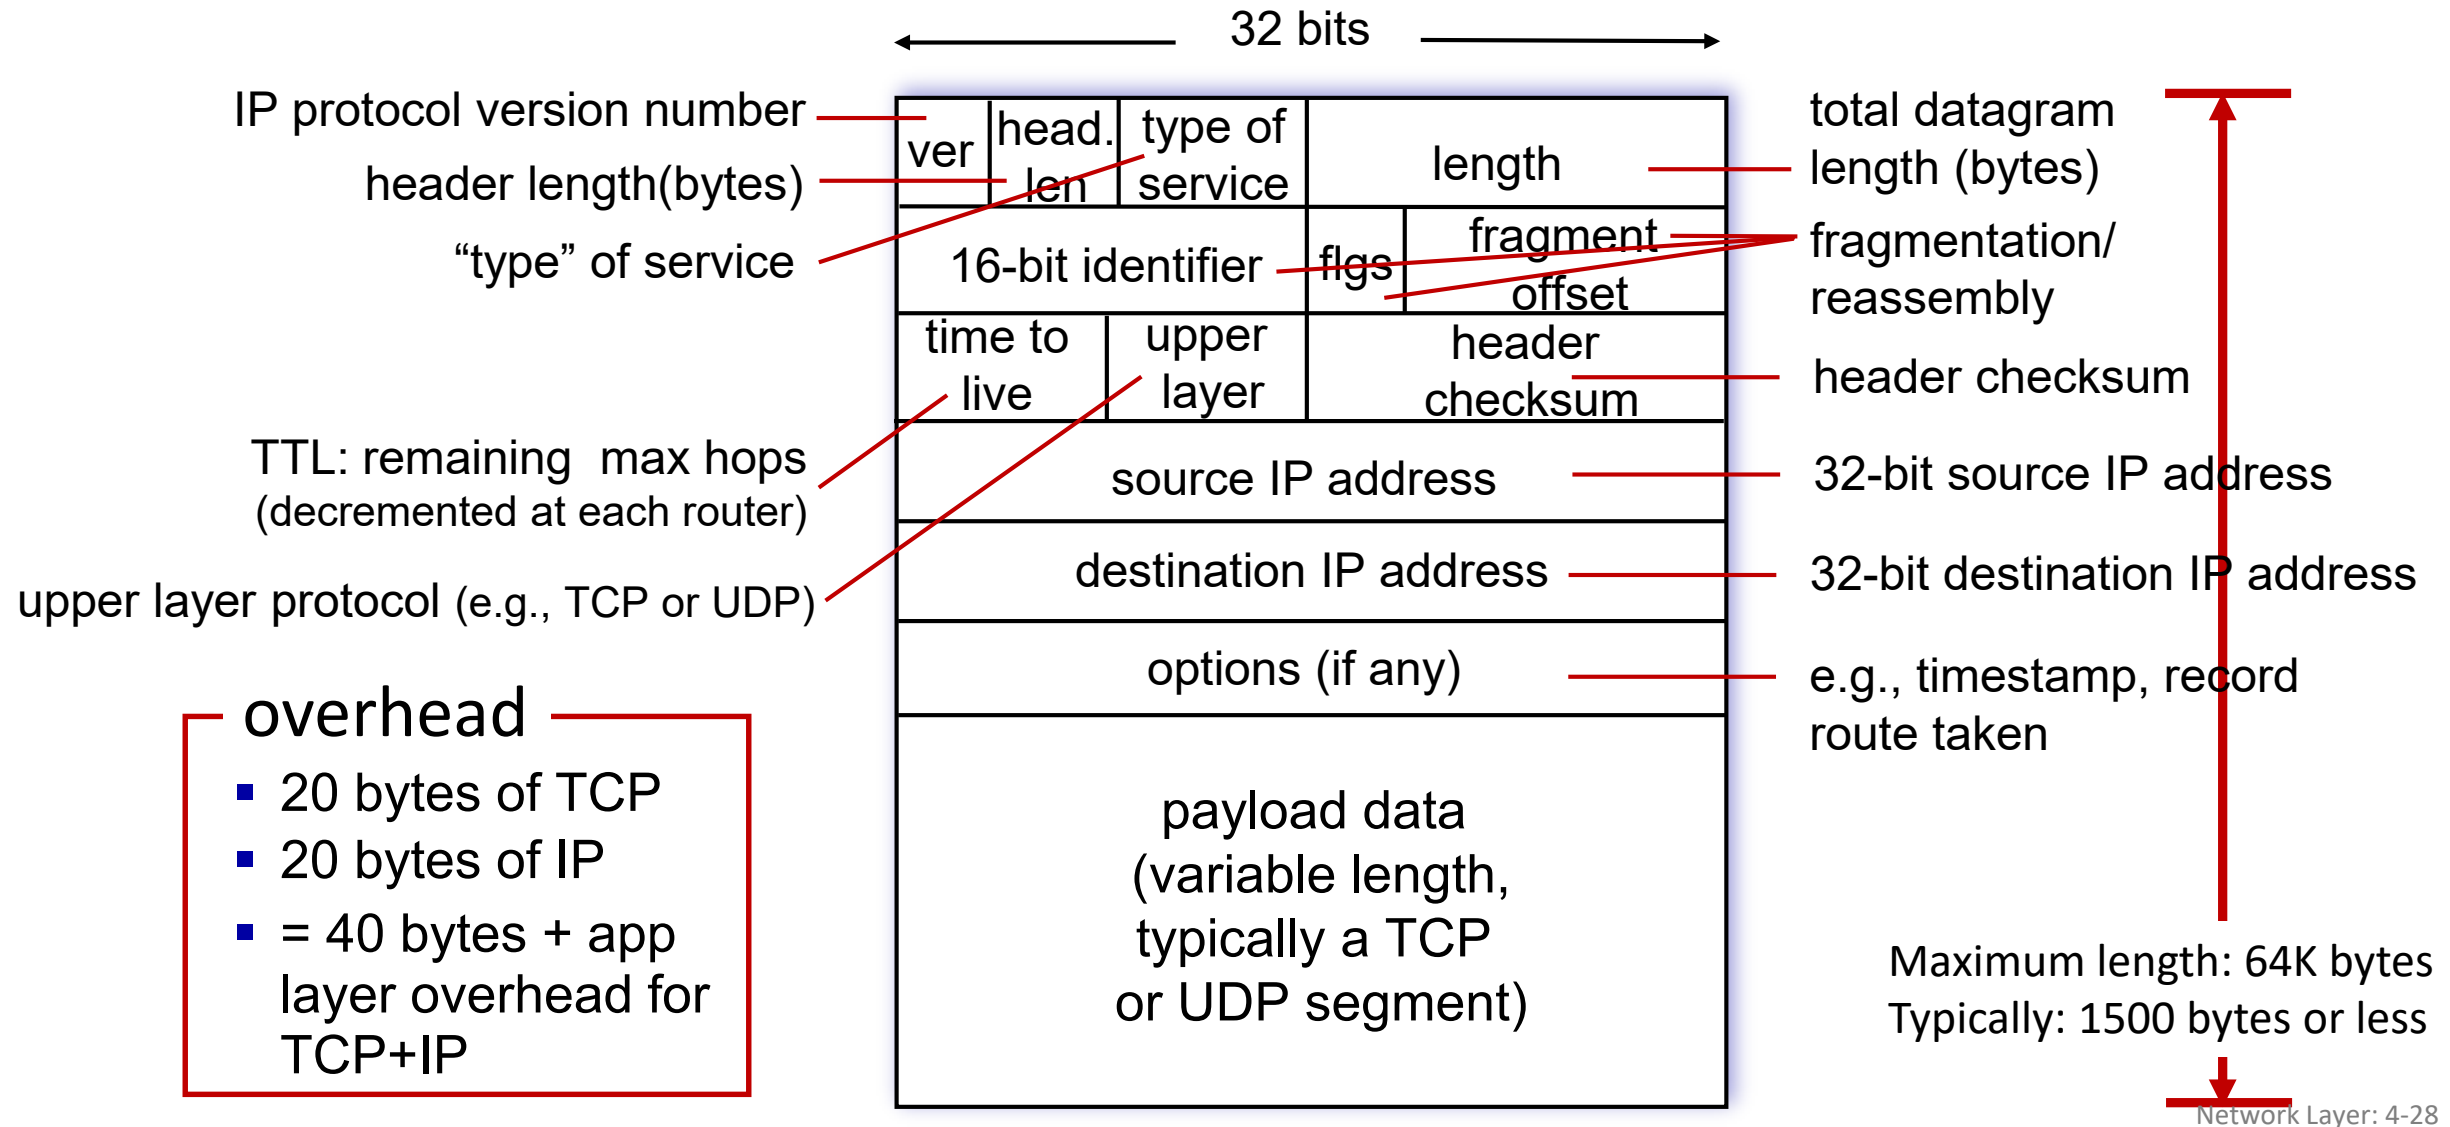 32 bits
IP protocol version number
header length(bytes)
“type” of service
TTL: remaining max hops
(decremented at each router)
upper layer protocol (e.g., TCP or UDP)
overhead
20 bytes of TCP
20 bytes of IP
= 40 bytes + app
layer overhead for
TCP+IP
ver
head.
len
type of
service
length
16-bit identifier
flgs
fragment
offset
time to
live
upper
layer
header
checksum
source IP address
destination IP address
options (if any)
payload data
(variable length,
typically a TCP
or UDP segment)
total datagram
length (bytes)
fragmentation/
reassembly
header checksum
32-bit source IP address
32-bit destination IP address
e.g., timestamp, record
route taken
Maximum length: 64K bytes
Typically: 1500 bytes or less
Network Layer: 4-28